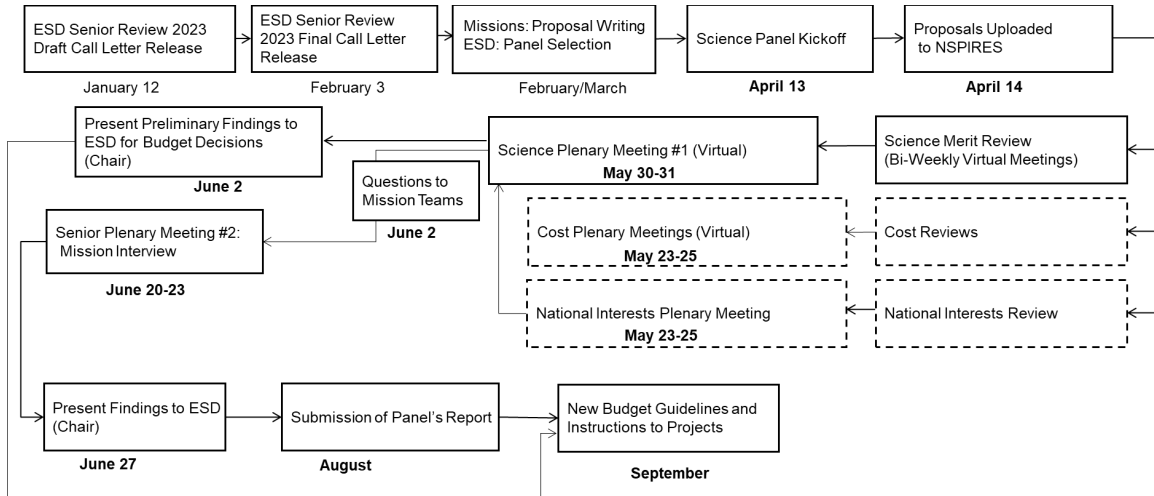 ESD Senior Review 2023
Draft Call Letter Release
January 12
ESD Senior Review
2023 Final Call Letter
Release
February 3
Missions: Proposal Writing
ESD: Panel Selection
February/March
Science Panel Kickoff
April 13
Proposals Uploaded
to NSPIRES
April 14
Present Preliminary Findings to
ESD for Budget Decisions
(Chair)
June 2
Questions to
Mission Teams
June 2
Science Plenary Meeting #1 (Virtual)
May 30-31
Science Merit Review
(Bi-Weekly Virtual Meetings)
Senior Plenary Meeting #2:
Mission Interview
June 20-23
Cost Plenary Meetings (Virtual)
May 23-25
Cost Reviews
National Interests Plenary Meeting
May 23-25
National Interests Review
Present Findings to ESD
(Chair)
June 27
Submission of Panel's Report
August
New Budget Guidelines and
Instructions to Projects
September